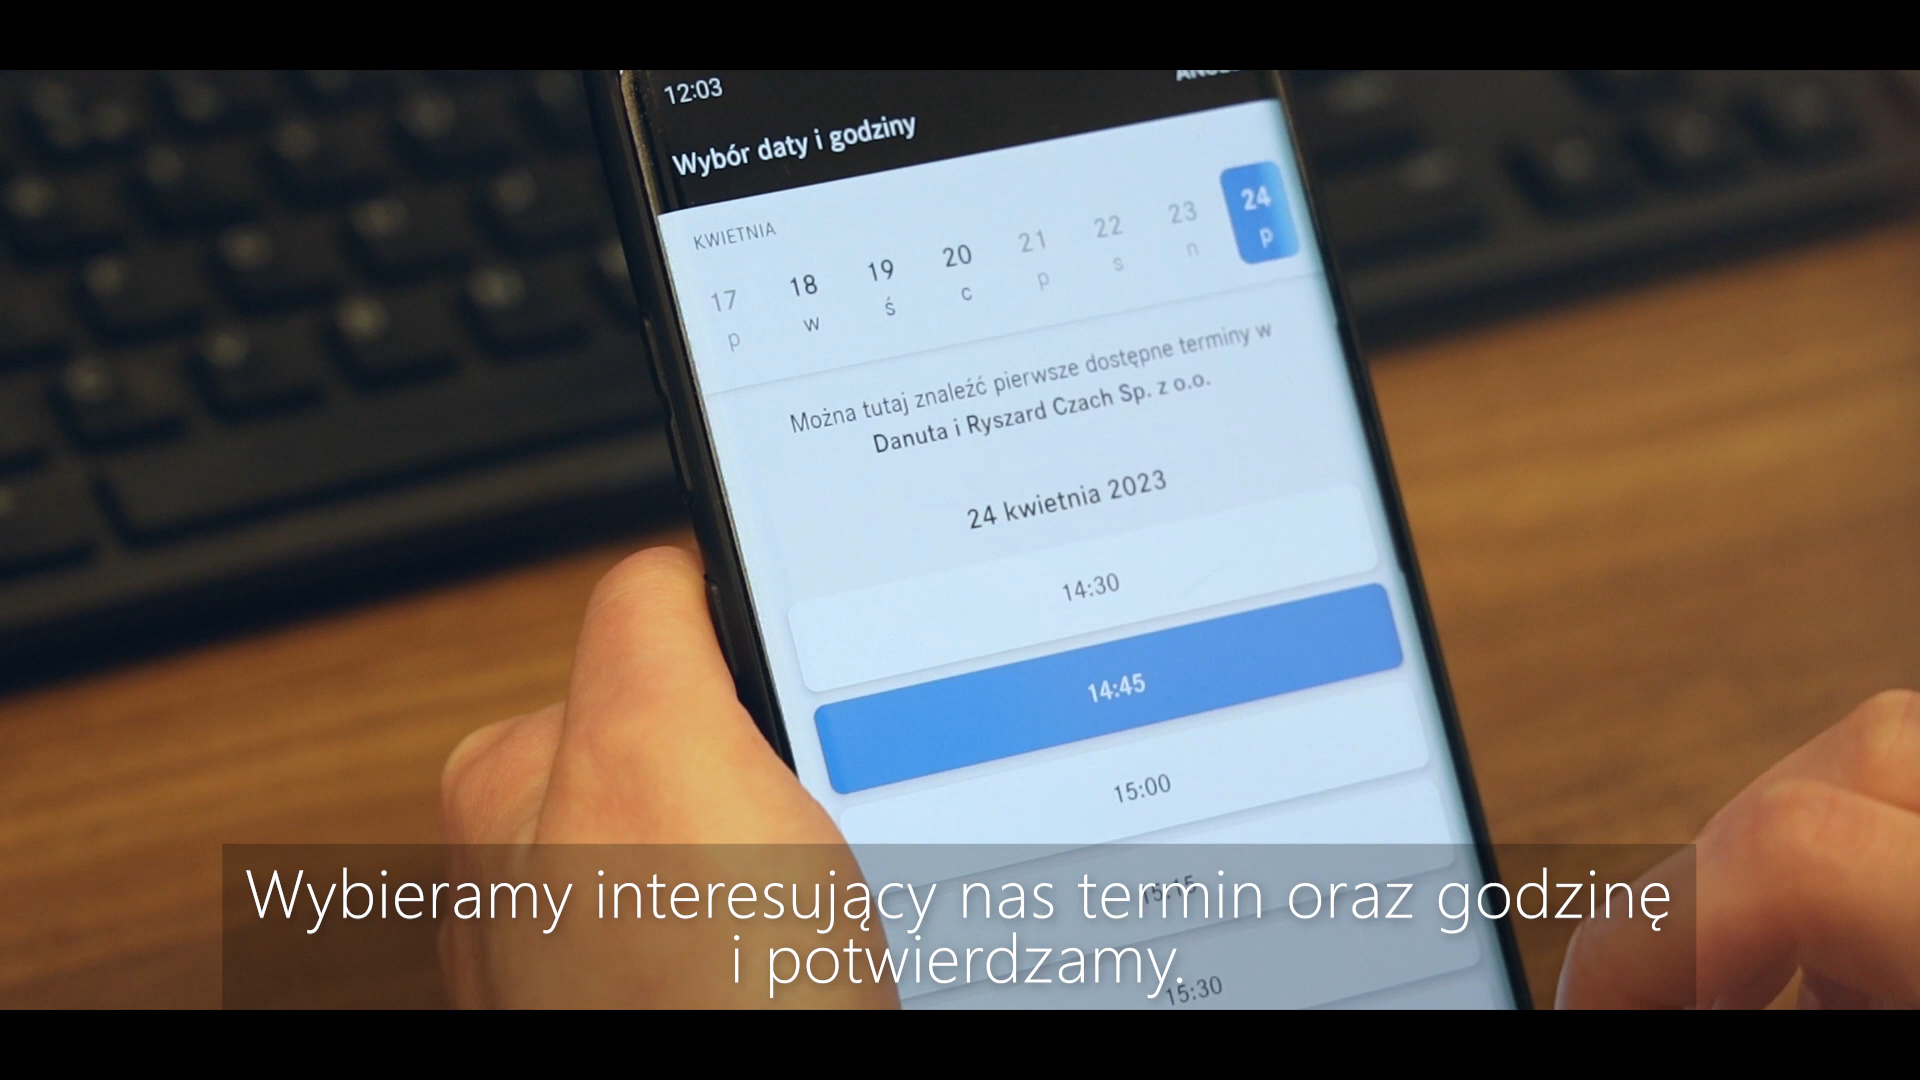 12:03
Wybór daty i godziny
KWIETNIA
17 18 19 20 21 22 23 24
p w ś c p s n p
Można tutaj znaleźć pierwsze dostępne terminy w
Danuta i Ryszard Czach Sp. z o.o.
24 kwietnia 2023
14:30
14:45
15:00
15:15
15:30
Wybieramy interesujący nas termin oraz godzinę
i potwierdzamy.